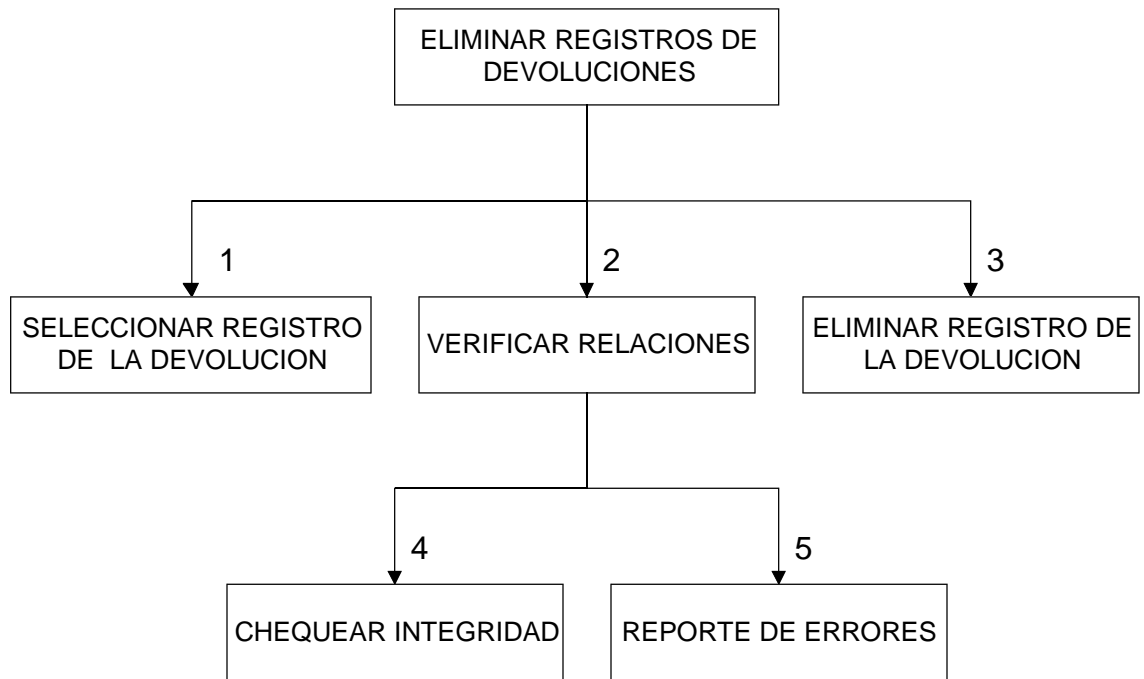 ELIMINAR REGISTROS DE
DEVOLUCIONES
1
2
3
SELECCIONAR REGISTRO
DE LA DEVOLUCION
VERIFICAR RELACIONES
ELIMINAR REGISTRO DE
LA DEVOLUCION
4
5
CHEQUEAR INTEGRIDAD
REPORTE DE ERRORES